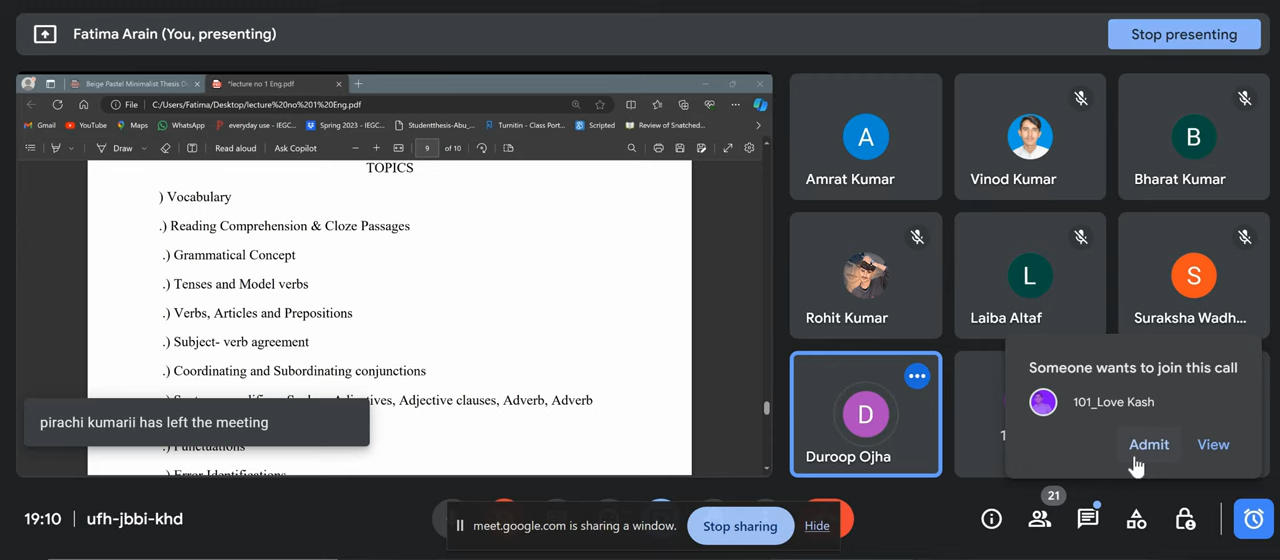 Fatima Arain (You, presenting)
Stop presenting
Beige Pastel Minimalist Thesis D
*lecture no 1 Eng.pdf
File
C:/Users/Fatima/Desktop/lecture%20no%201%20Eng.pdf
Gmail YouTube Maps WhatsApp everyday use - IEGC... Spring 2023 - IEGC... Studentthesis-Abu_... Turnitin - Class Port... Scripted Review of Snatched...
Draw Read aloud Ask Copilot 9 of 10
TOPICS
) Vocabulary
.) Reading Comprehension & Cloze Passages
.) Grammatical Concept
.) Tenses and Model verbs
.) Verbs, Articles and Prepositions
.) Subject- verb agreement
.) Coordinating and Subordinating conjunctions
Adjective clauses, Adverb, Adverb
.) Punctuations
.) Error Identifications
pirachi kumarii has left the meeting
A
Amrat Kumar
Vinod Kumar
B
Bharat Kumar
Rohit Kumar
L
Laiba Altaf
S
Suraksha Wadh...
D
Duroop Ojha
Someone wants to join this call
101_Love Kash
Admit View
19:10 | ufh-jbbi-khd
meet.google.com is sharing a window.
Stop sharing
Hide
21